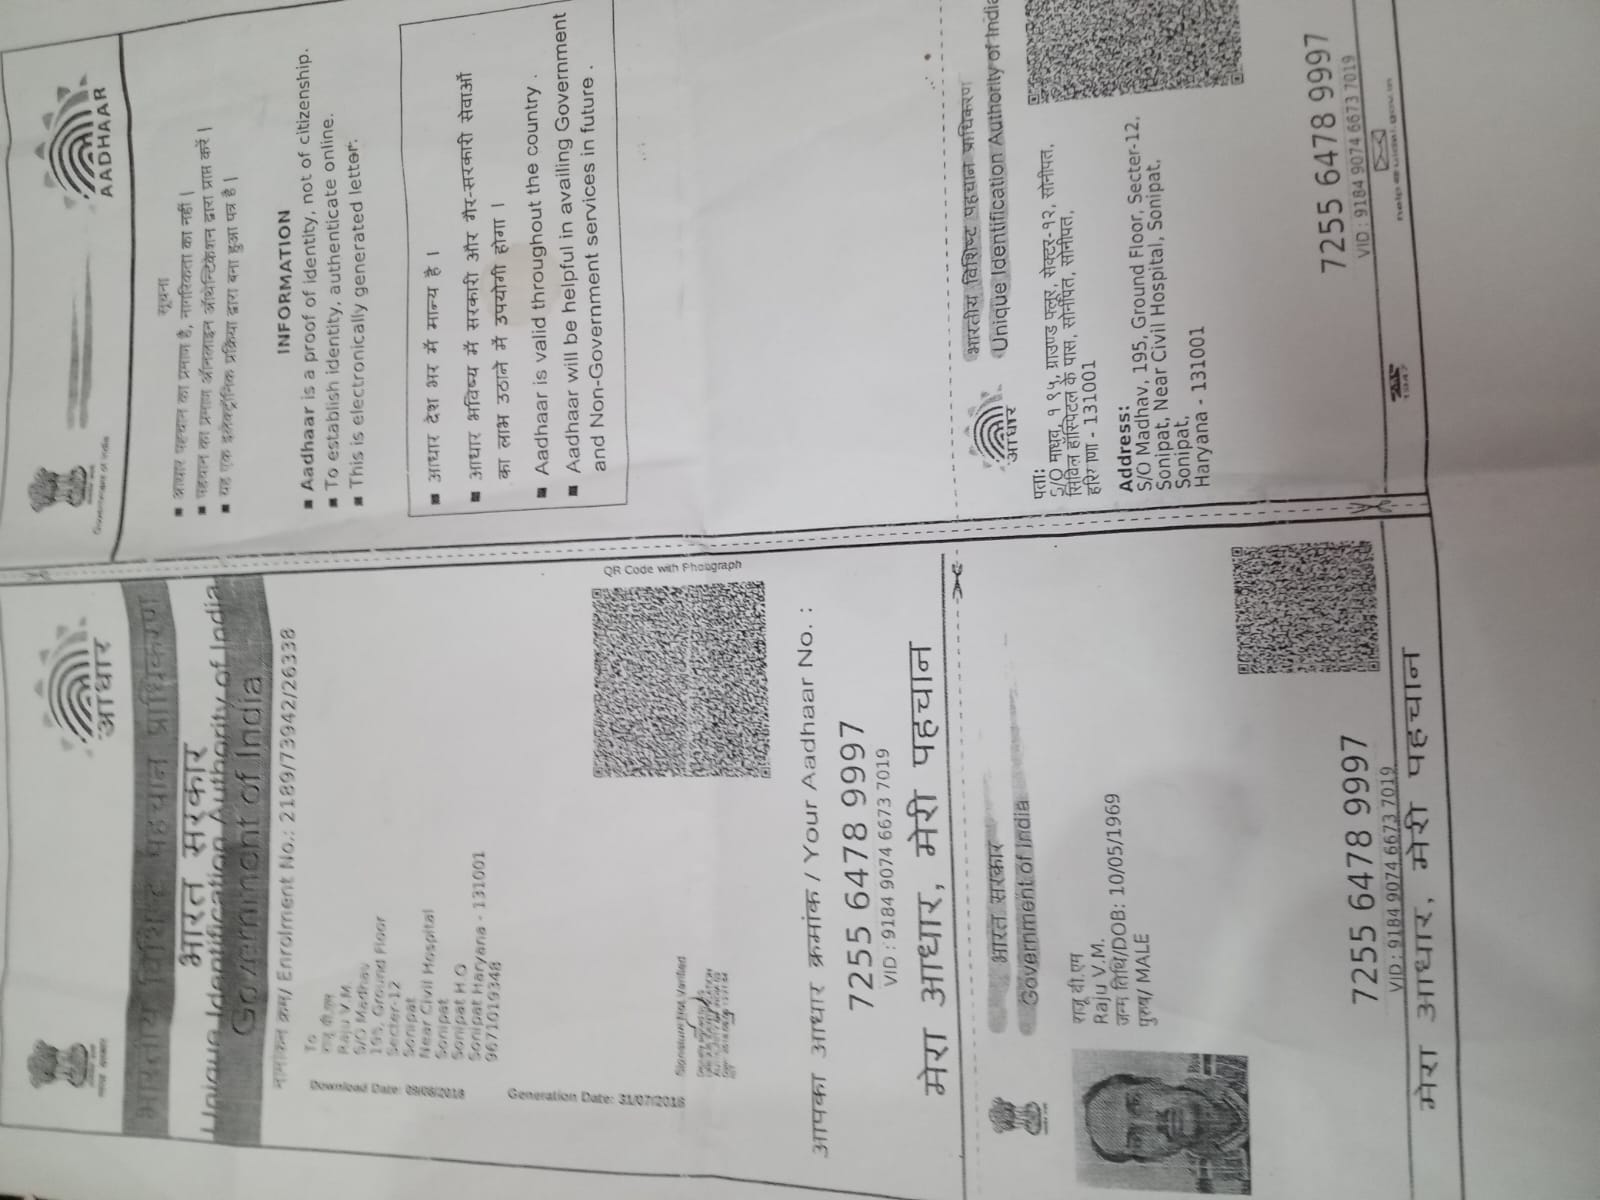 आधार
भारतीय विशिष्ट पहचान प्राधिकरण
भारत सरकार
Unique Identification Authority of India
Government of India
नामांकन क्रम/ Enrolment No.: 2189/73942/26338
To
राजू वी.एम
Raju V.M.
S/O Madhav
195, Ground Floor
Secter-12
Sonipat
Near Civil Hospital
Sonipat
Sonipat H.O
Sonipat Haryana - 131001
9671019348
Download Date: 09/08/2018
Generation Date: 31/07/2018
Signature Not Verified
QR Code with Photograph
आपका आधार क्रमांक / Your Aadhaar No. :
7255 6478 9997
VID : 9184 9074 6673 7019
मेरा आधार, मेरी पहचान
Government of India
AADHAAR
सूचना
▪ आधार पहचान का प्रमाण है, नागरिकता का नहीं |
▪ पहचान का प्रमाण ऑनलाइन ऑथेन्टिकेशन द्वारा प्राप्त करें |
▪ यह एक इलेक्ट्रॉनिक प्रक्रिया द्वारा बना हुआ पत्र है |
INFORMATION
▪ Aadhaar is a proof of identity, not of citizenship.
▪ To establish identity, authenticate online.
▪ This is electronically generated letter.
▪ आधार देश भर में मान्य है ।
▪ आधार भविष्य में सरकारी और गैर-सरकारी सेवाओं
का लाभ उठाने में उपयोगी होगा ।
▪ Aadhaar is valid throughout the country .
▪ Aadhaar will be helpful in availing Government
and Non-Government services in future .
भारत सरकार
Government of India
राजू वी.एम
Raju V.M.
जन्म तिथि/DOB: 10/05/1969
पुरुष/ MALE
7255 6478 9997
VID : 9184 9074 6673 7019
मेरा आधार, मेरी पहचान
भारतीय विशिष्ट पहचान प्राधिकरण
Unique Identification Authority of India
आधार
पता:
S/O माधव, १९५, ग्राउण्ड फ्लूर, सेक्टर-१२, सोनीपत,
सिविल हॉस्पिटल के पास, सोनीपत, सोनीपत,
हरियाणा - 131001
Address:
S/O Madhav, 195, Ground Floor, Secter-12,
Sonipat, Near Civil Hospital, Sonipat,
Sonipat,
Haryana - 131001
7255 6478 9997
VID : 9184 9074 6673 7019
1947
help@uidai.gov.in